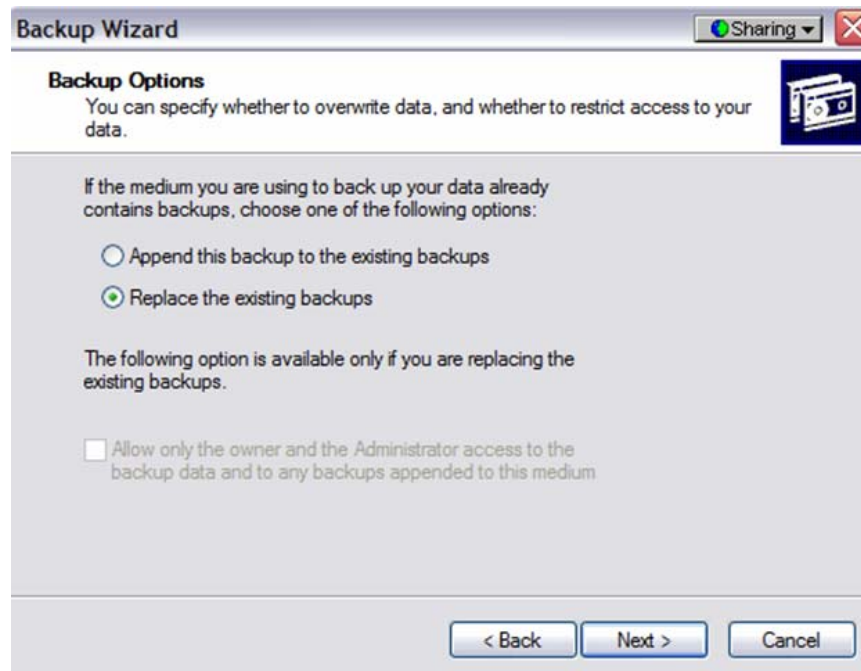 Backup Wizard
Sharing
Backup Options
You can specify whether to overwrite data, and whether to restrict access to your
data.
If the medium you are using to back up your data already
contains backups, choose one of the following options:
Append this backup to the existing backups
Replace the existing backups
The following option is available only if you are replacing the
existing backups.
Allow only the owner and the Administrator access to the
backup data and to any backups appended to this medium
< Back Next > Cancel